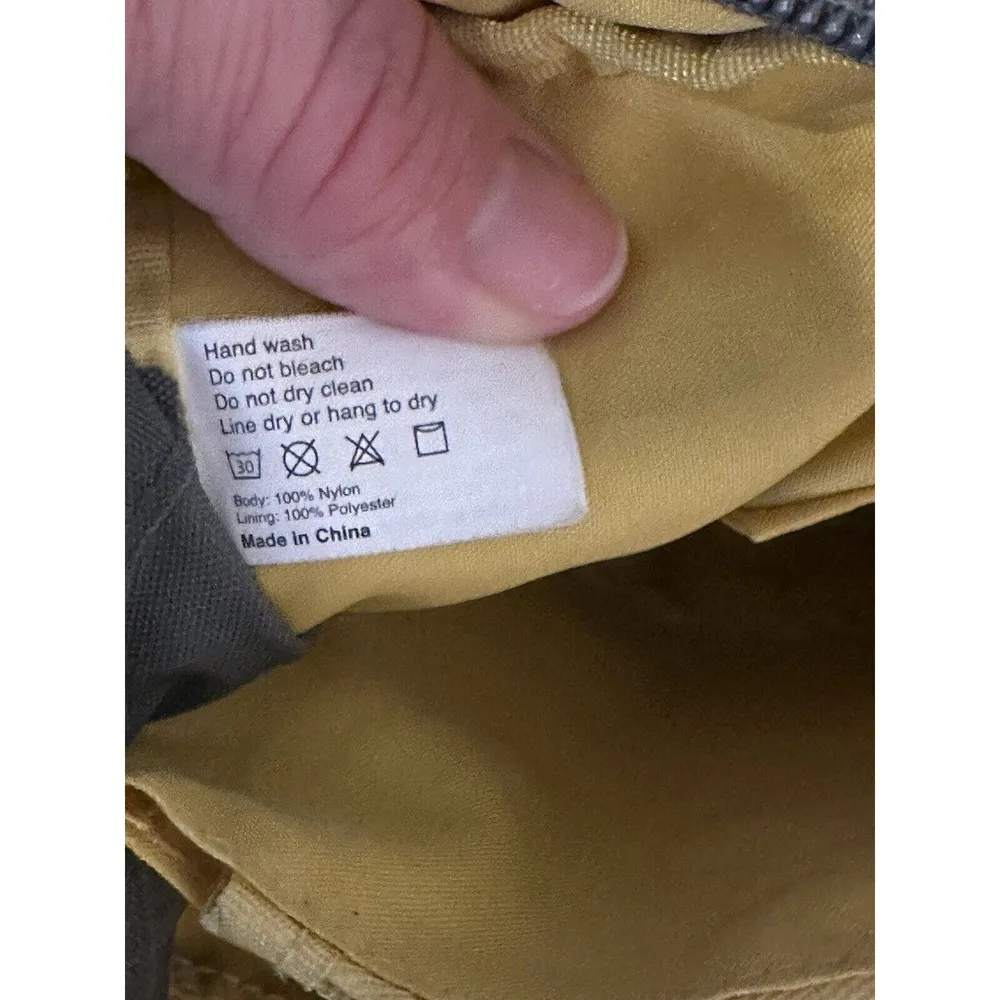 Hand wash
Do not bleach
Do not dry clean
Line dry or hang to dry
30
Body: 100% Nylon
Lining: 100% Polyester
Made in China